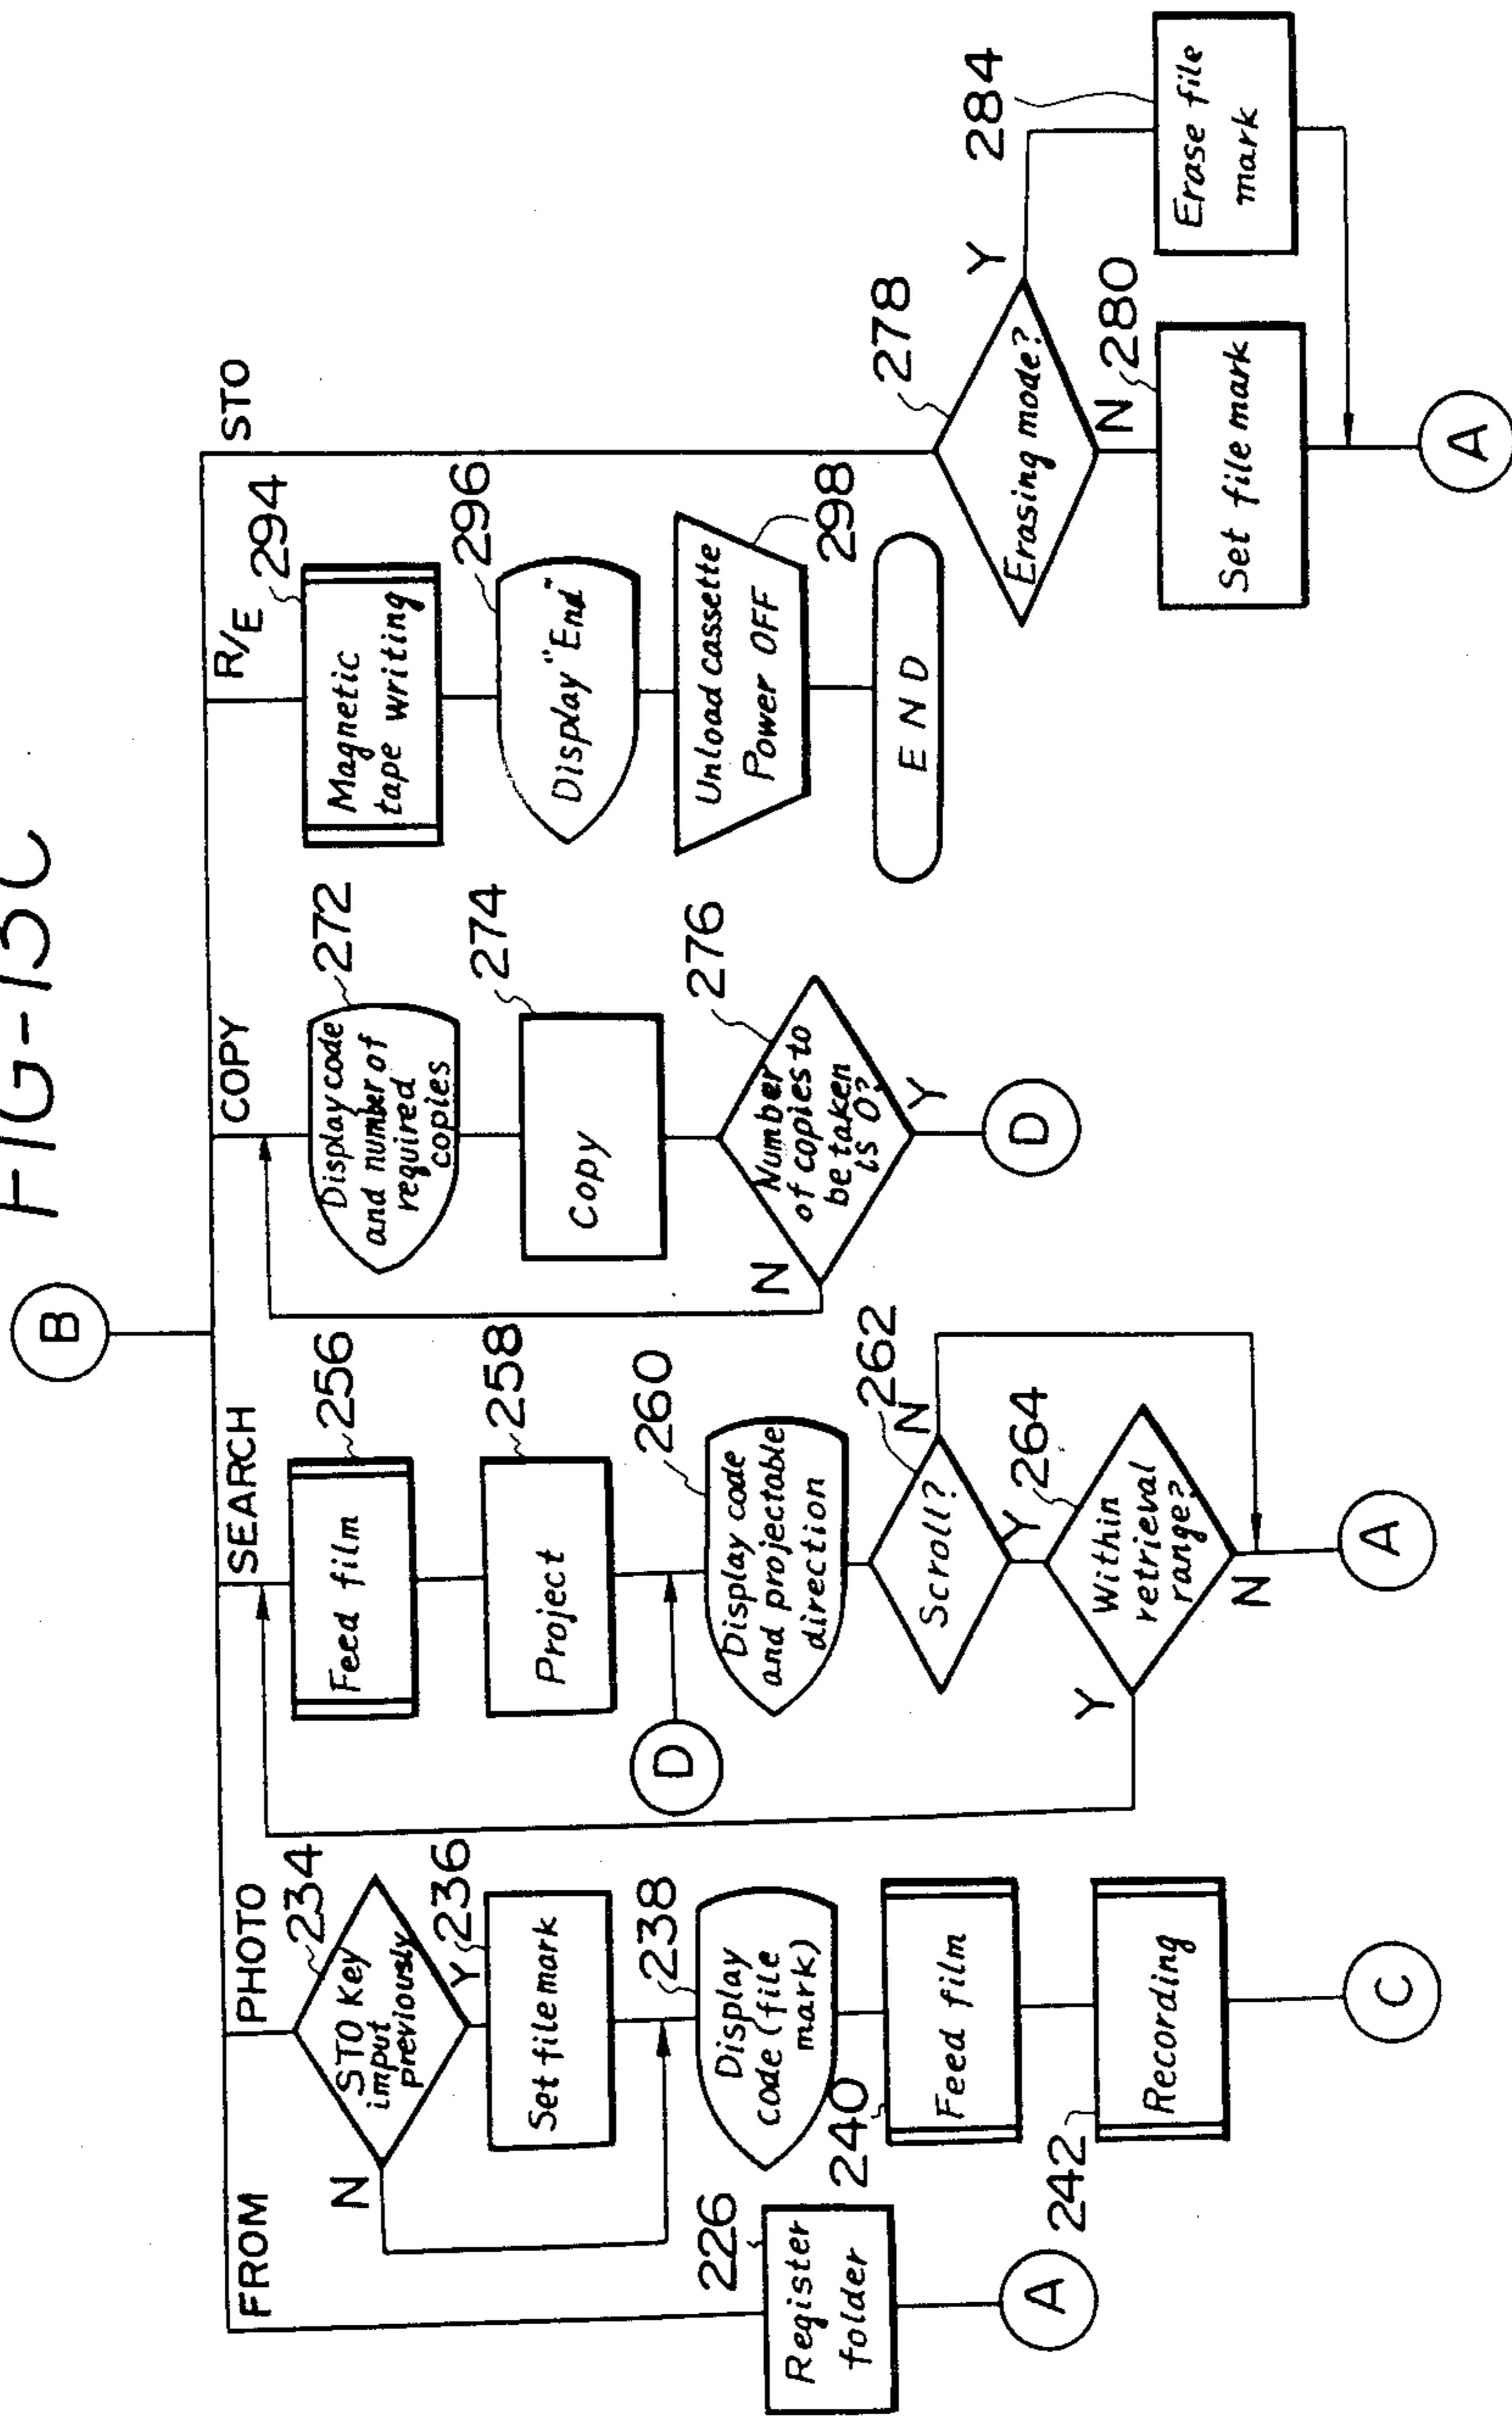 FIG-13C
B
FROM
226
Register
folder
A
PHOTO
234
STO key
imput
previously
N
Y
236
Set file mark
238
Display
code (file
mark)
240
Feed film
242
Recording
C
SEARCH
256
Feed film
258
Project
D
260
Display code
and projectable
direction
262
Scroll?
N
Y
264
Within
retrieval
range?
Y
N
A
COPY
272
Display code
and number of
required
copies
274
Copy
276
Number
of copies to
be taken
is 0?
N
Y
D
R/E
294
Magnetic
tape writing
296
Display "End"
298
Unload cassette
Power OFF
END
STO
278
Erasing mode?
Y
N
280
Set file mark
284
Erase file
mark
A